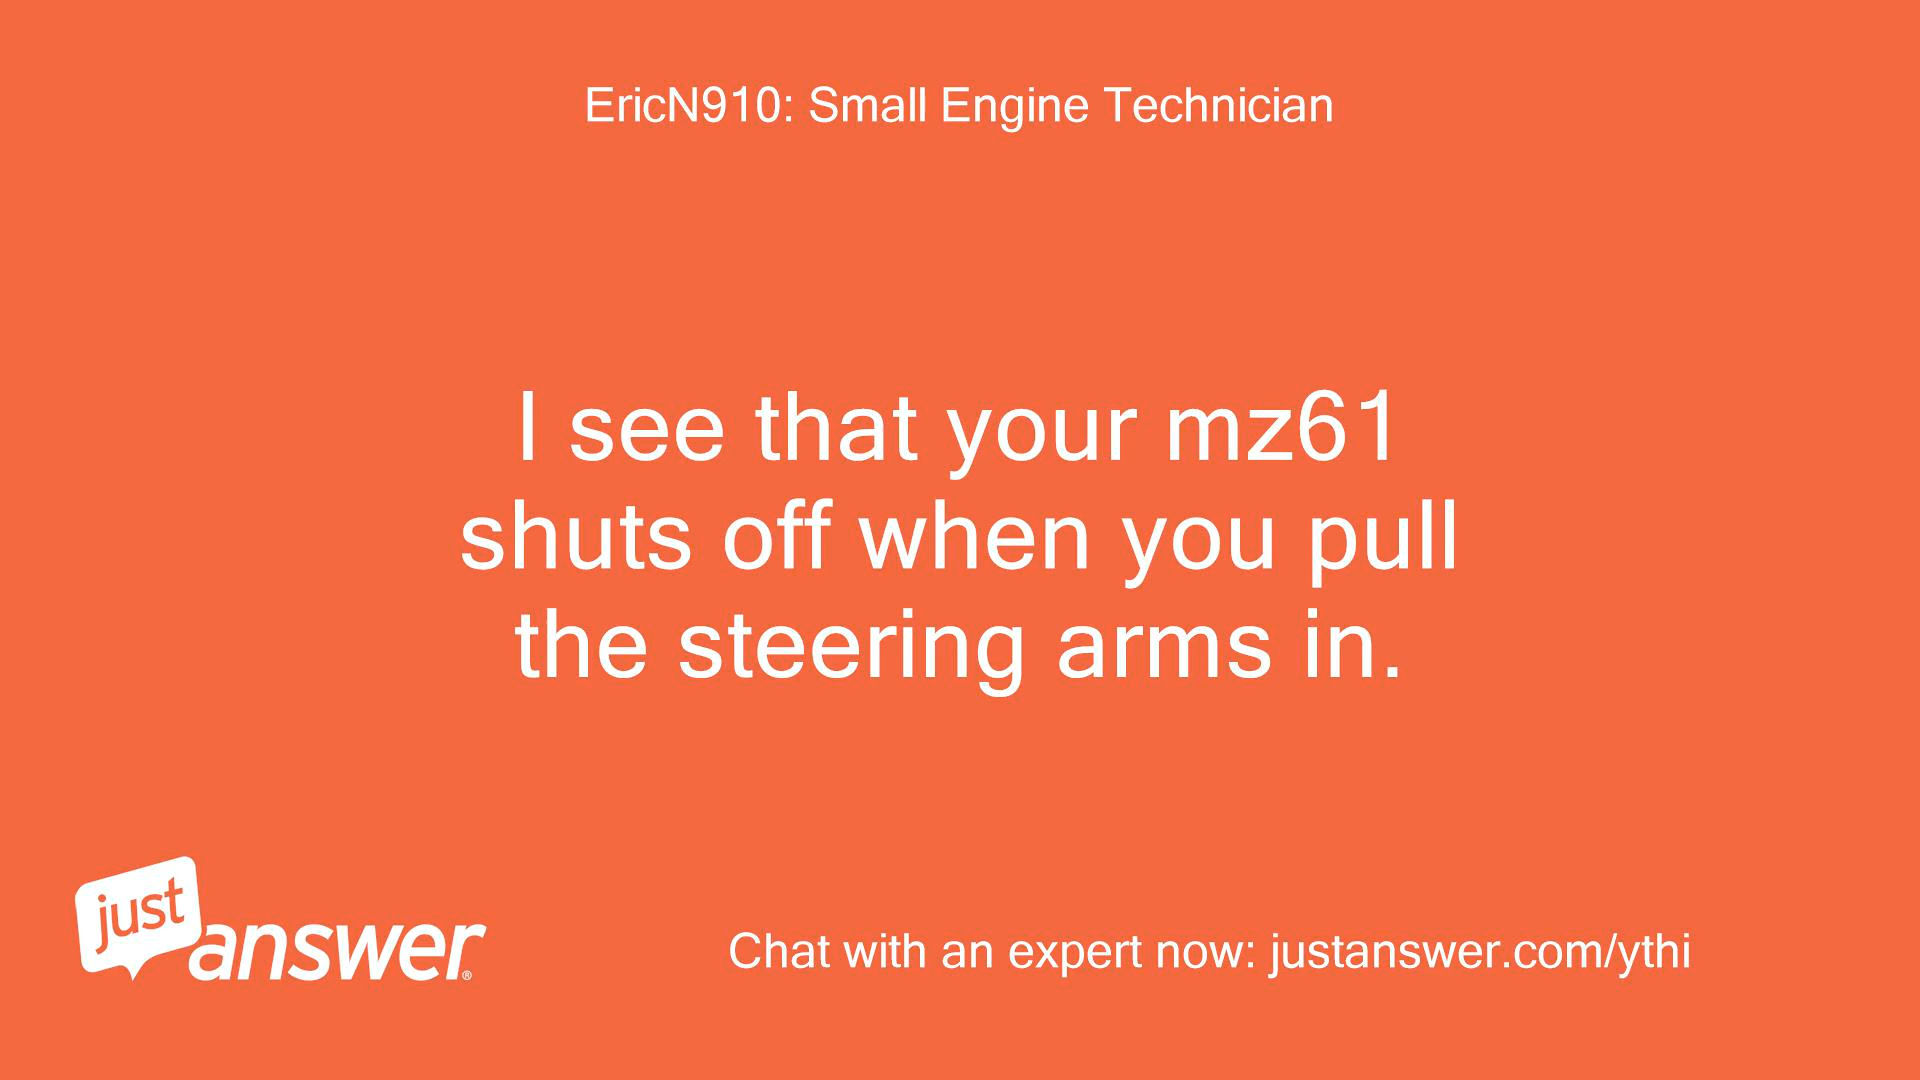 EricN910: Small Engine Technician
I see that your mz61
shuts off when you pull
the steering arms in.
just
answer®
Chat with an expert now: justanswer.com/ythi